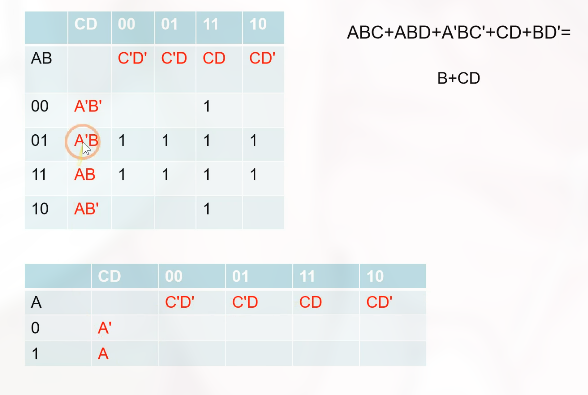 CD 00 01 11 10
AB C'D' C'D CD CD'
00 A'B' 1
01 A'B 1 1 1 1
11 AB 1 1 1 1
10 AB' 1
ABC+ABD+A'BC'+CD+BD'=
B+CD
CD 00 01 11 10
A C'D' C'D CD CD'
0 A'
1 A